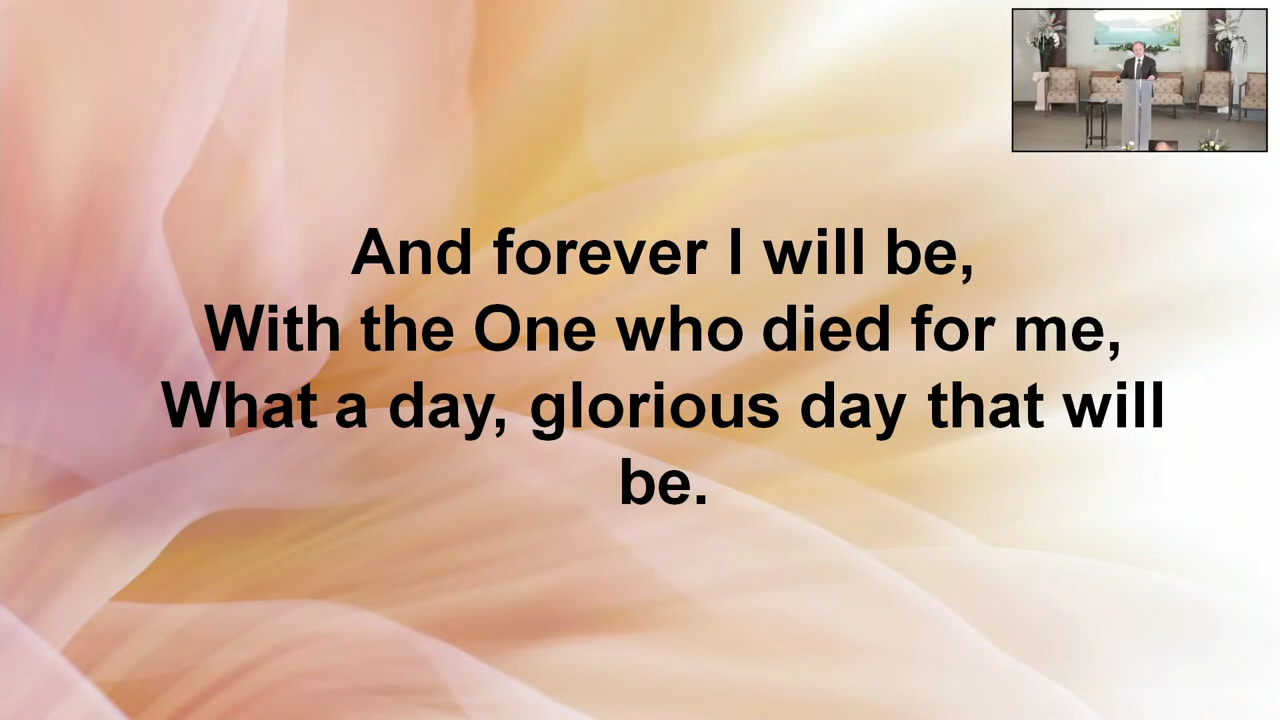 And forever I will be,
With the One who died for me,
What a day, glorious day that will
be.